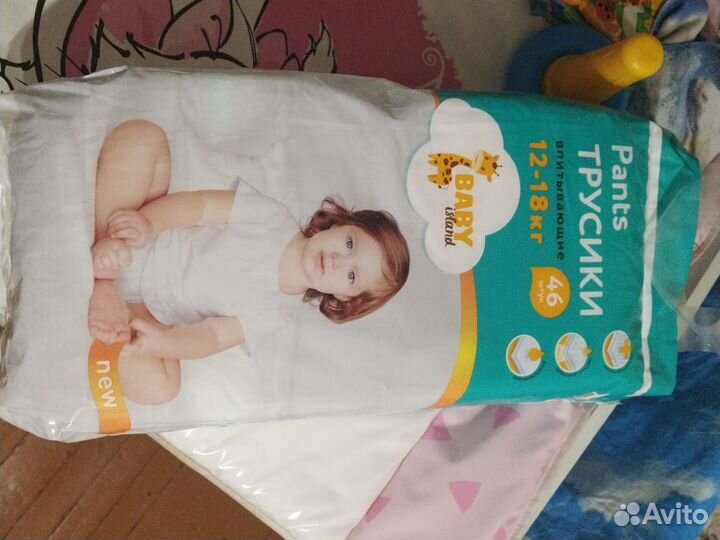 Pants
ТРУСИКИ
впитывающие
12-18 кг
BABY
island
46
штук
new
Avito